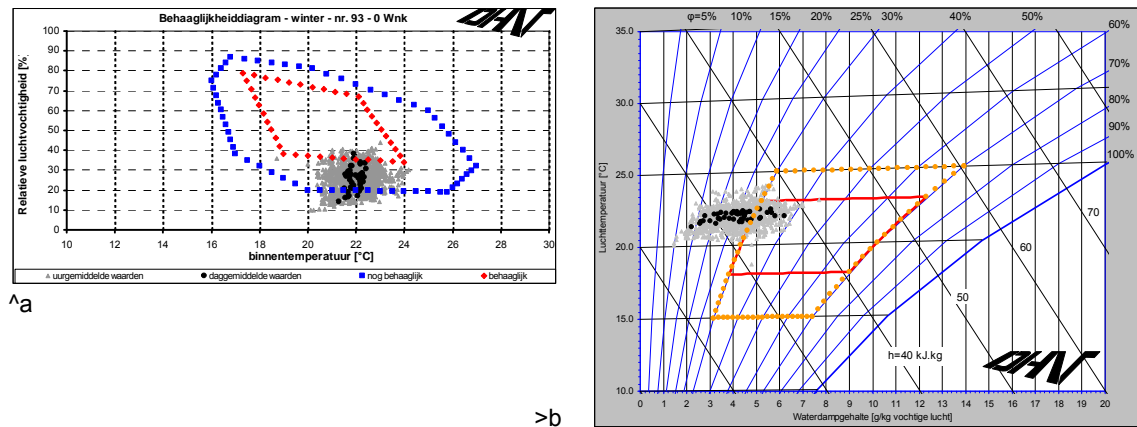 Behaaglijkheiddiagram - winter - nr. 93 - 0 Wnk
DHV
Relatieve luchtvochtigheid [%]
100
90
80
70
60
50
40
30
20
10
0
10 12 14 16 18 20 22 24 26 28 30
binnentemperatuur [°C]
uurgemiddelde waarden daggemiddelde waarden nog behaaglijk behaaglijk
^a
>b
φ=5% 10% 15% 20% 25% 30% 40% 50% 60%
70%
80%
90%
100%
Luchttemperatuur [°C]
35.0
30.0
25.0
20.0
15.0
10.0
70
60
50
h=40 kJ.kg
DHV
0 1 2 3 4 5 6 7 8 9 10 11 12 13 14 15 16 17 18 19 20
Waterdampgehalte [g/kg vochtige lucht]